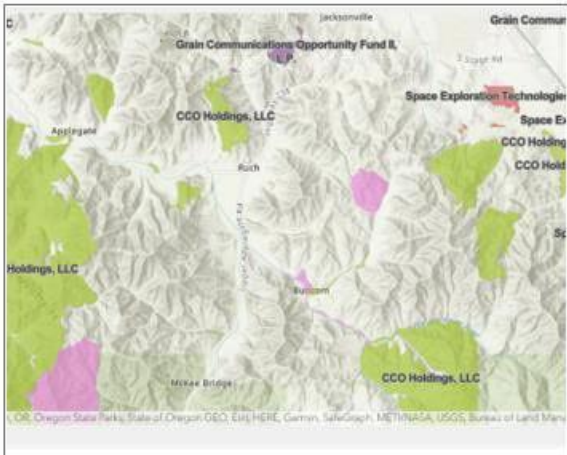 Jacksonville
Grain Commun
C
Grain Communications Opportunity Fund II,
L.P.
Space Exploration Technologie
CCO Holdings, LLC
Space Ex
Applegate
CCO Holding
CCO Hold
Ruch
Sp
Holdings, LLC
Buncom
CCO Holdings, LLC
McKee Bridge
, OR, Oregon State Parks, State of Oregon GEO, Esri, HERE, Garmin, SafeGraph, METI/NASA, USGS, Bureau of Land Mana